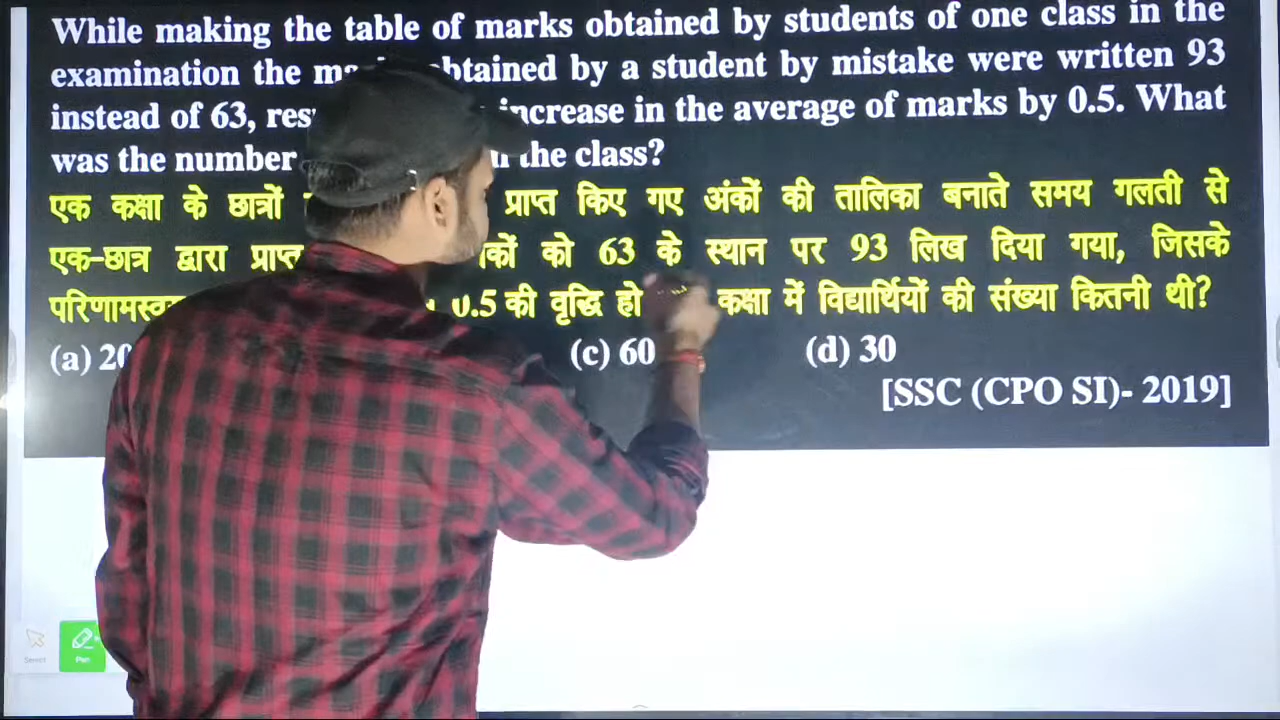 While making the table of marks obtained by students of one class in the
examination the obtained by a student by mistake were written 93
instead of 63, increase in the average of marks by 0.5. What
was the number the class?
एक कक्षा के छात्रों प्राप्त किए गए अंकों की तालिका बनाते समय गलती से
एक-छात्र द्वारा प्राप्त को 63 के स्थान पर 93 लिख दिया गया, जिसके
0.5 की वृद्धि हो कक्षा में विद्यार्थियों की संख्या कितनी थी?
(a) 20 (c) 60 (d) 30
[SSC (CPO SI)- 2019]
Select Pen